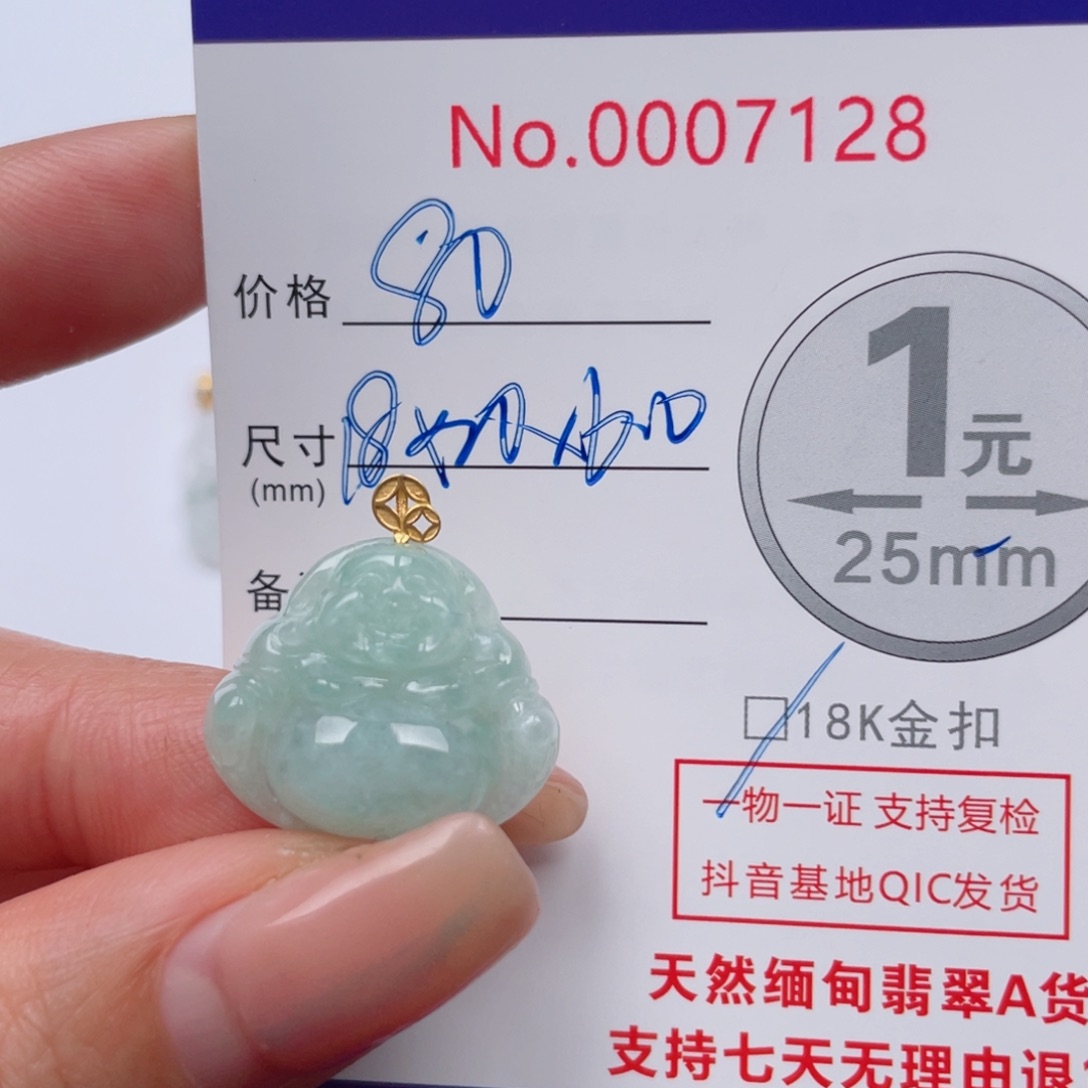 No.0007128
价格 80
尺寸
(mm)
备
1元
25mm
18K金扣
一物一证 支持复检
抖音基地QIC发货
天然缅甸翡翠A货
支持七天无理由退